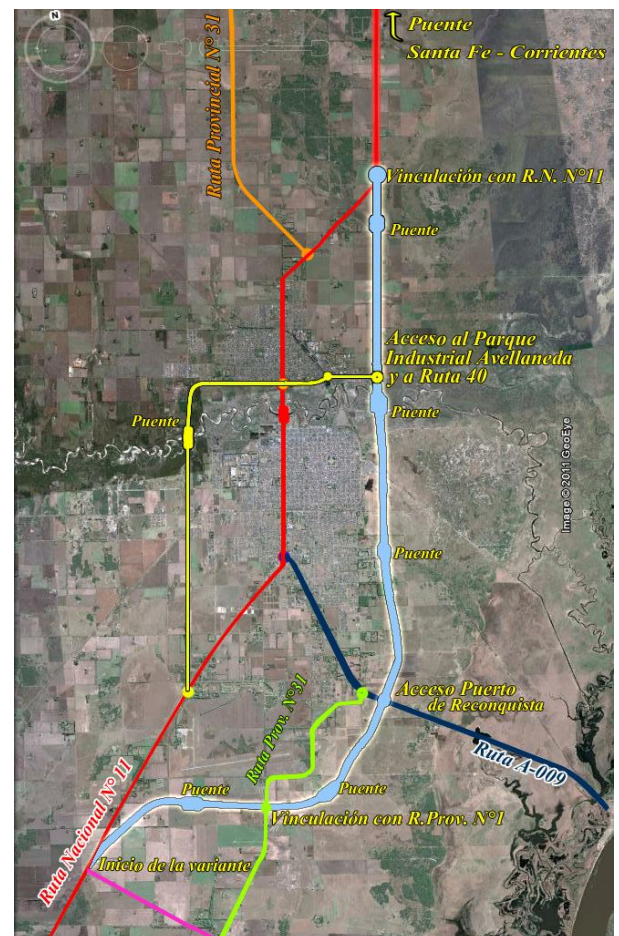 N
Puente
Santa Fe - Corrientes
Ruta Provincial N° 31
Vinculación con R.N. N°11
Puente
Acceso al Parque
Industrial Avellaneda
y a Ruta 40
Puente
Puente
Image © 2011 GeoEye
Puente
Acceso Puerto
de Reconquista
Ruta Prov. N°31
Ruta A-009
Ruta Nacional N° 11
Puente
Puente
Vinculación con R.Prov. N°1
Inicio de la variante